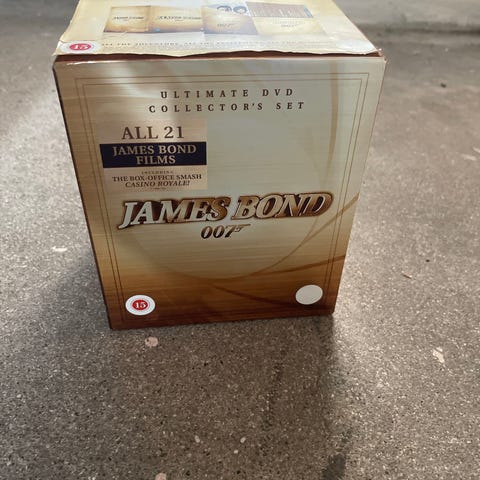 15
007
ULTIMATE DVD
COLLECTOR'S SET
ALL 21
JAMES BOND
FILMS
INCLUDING
THE BOX-OFFICE SMASH
CASINO ROYALE!
JAMES BOND
007
15